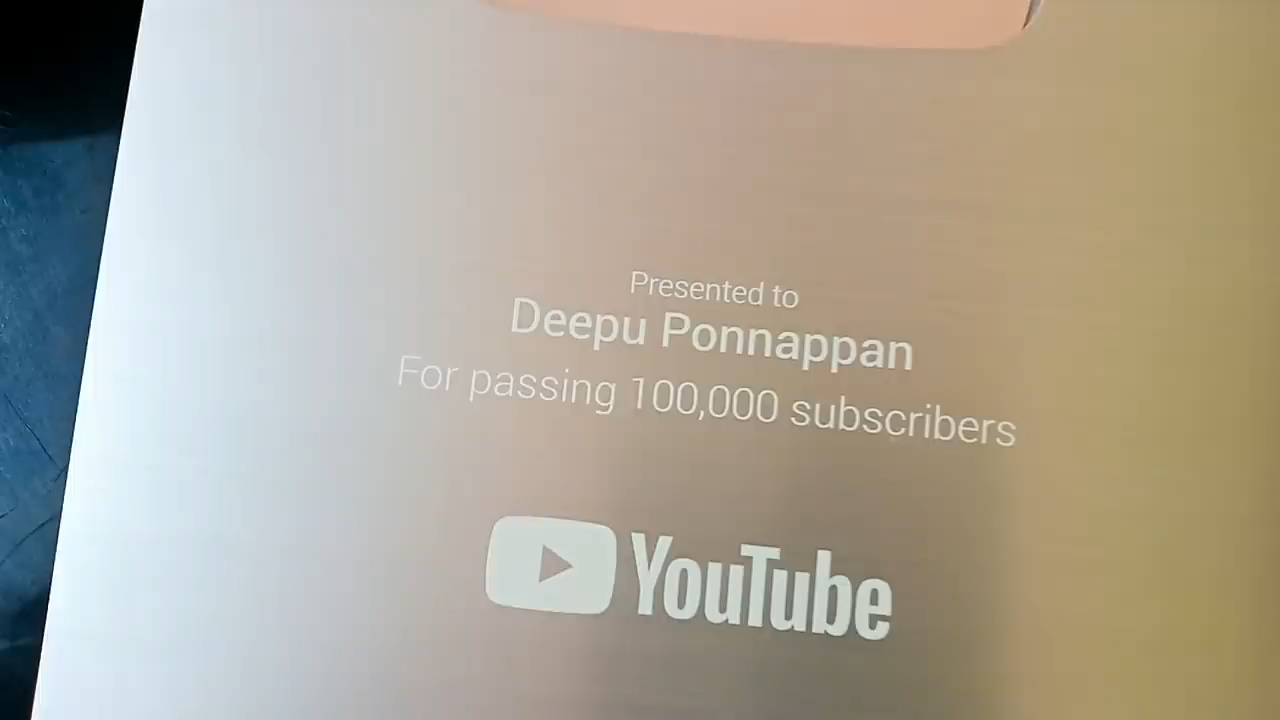 Presented to
Deepu Ponnappan
For passing 100,000 subscribers
YouTube